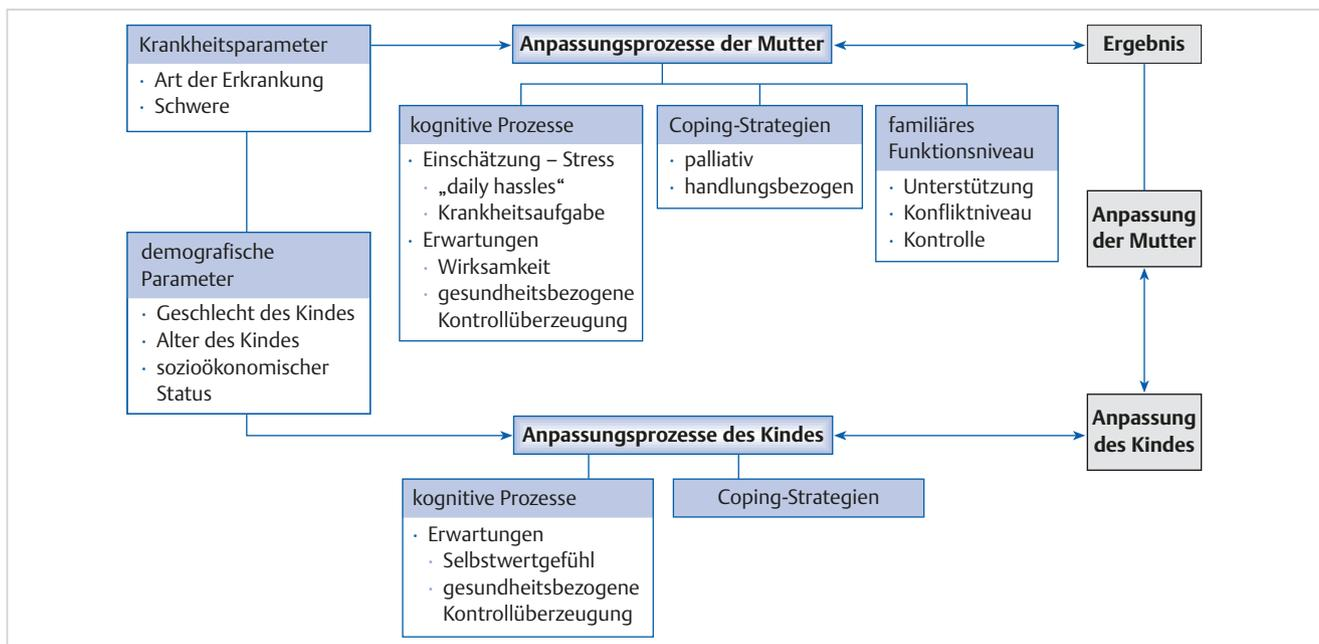 Krankheitsparameter
· Art der Erkrankung
· Schwere
Anpassungsprozesse der Mutter
Ergebnis
kognitive Prozesse
· Einschätzung – Stress
· „daily hassles“
· Krankheitsaufgabe
· Erwartungen
· Wirksamkeit
· gesundheitsbezogene
Kontrollüberzeugung
Coping-Strategien
· palliativ
· handlungsbezogen
familiäres
Funktionsniveau
· Unterstützung
· Konfliktniveau
· Kontrolle
Anpassung
der Mutter
demografische
Parameter
· Geschlecht des Kindes
· Alter des Kindes
· sozioökonomischer
Status
Anpassungsprozesse des Kindes
Anpassung
des Kindes
kognitive Prozesse
· Erwartungen
· Selbstwertgefühl
· gesundheitsbezogene
Kontrollüberzeugung
Coping-Strategien